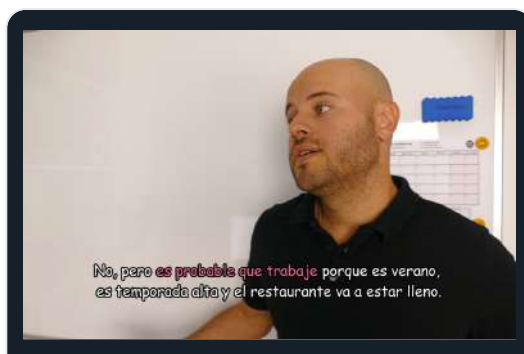 No, pero es probable que trabaje porque es verano,
es temporada alta y el restaurante va a estar lleno.